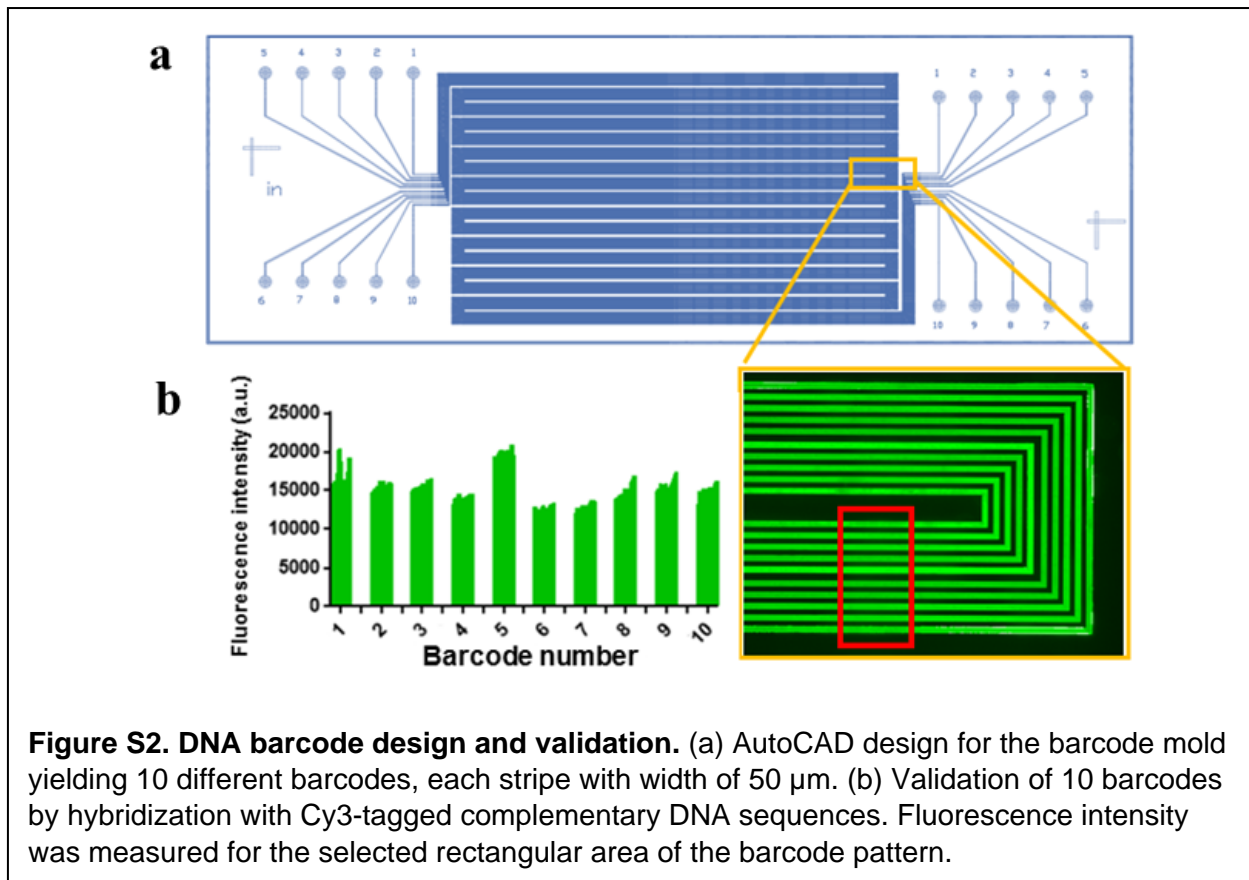 a
5 4 3 2 1
1 2 3 4 5
in
6 7 8 9 10
10 9 8 7 6
b
Fluorescence intensity (a.u.)
25000
20000
15000
10000
5000
0
1 2 3 4 5 6 7 8 9 10
Barcode number
Figure S2. DNA barcode design and validation. (a) AutoCAD design for the barcode mold
yielding 10 different barcodes, each stripe with width of 50 µm. (b) Validation of 10 barcodes
by hybridization with Cy3-tagged complementary DNA sequences. Fluorescence intensity
was measured for the selected rectangular area of the barcode pattern.